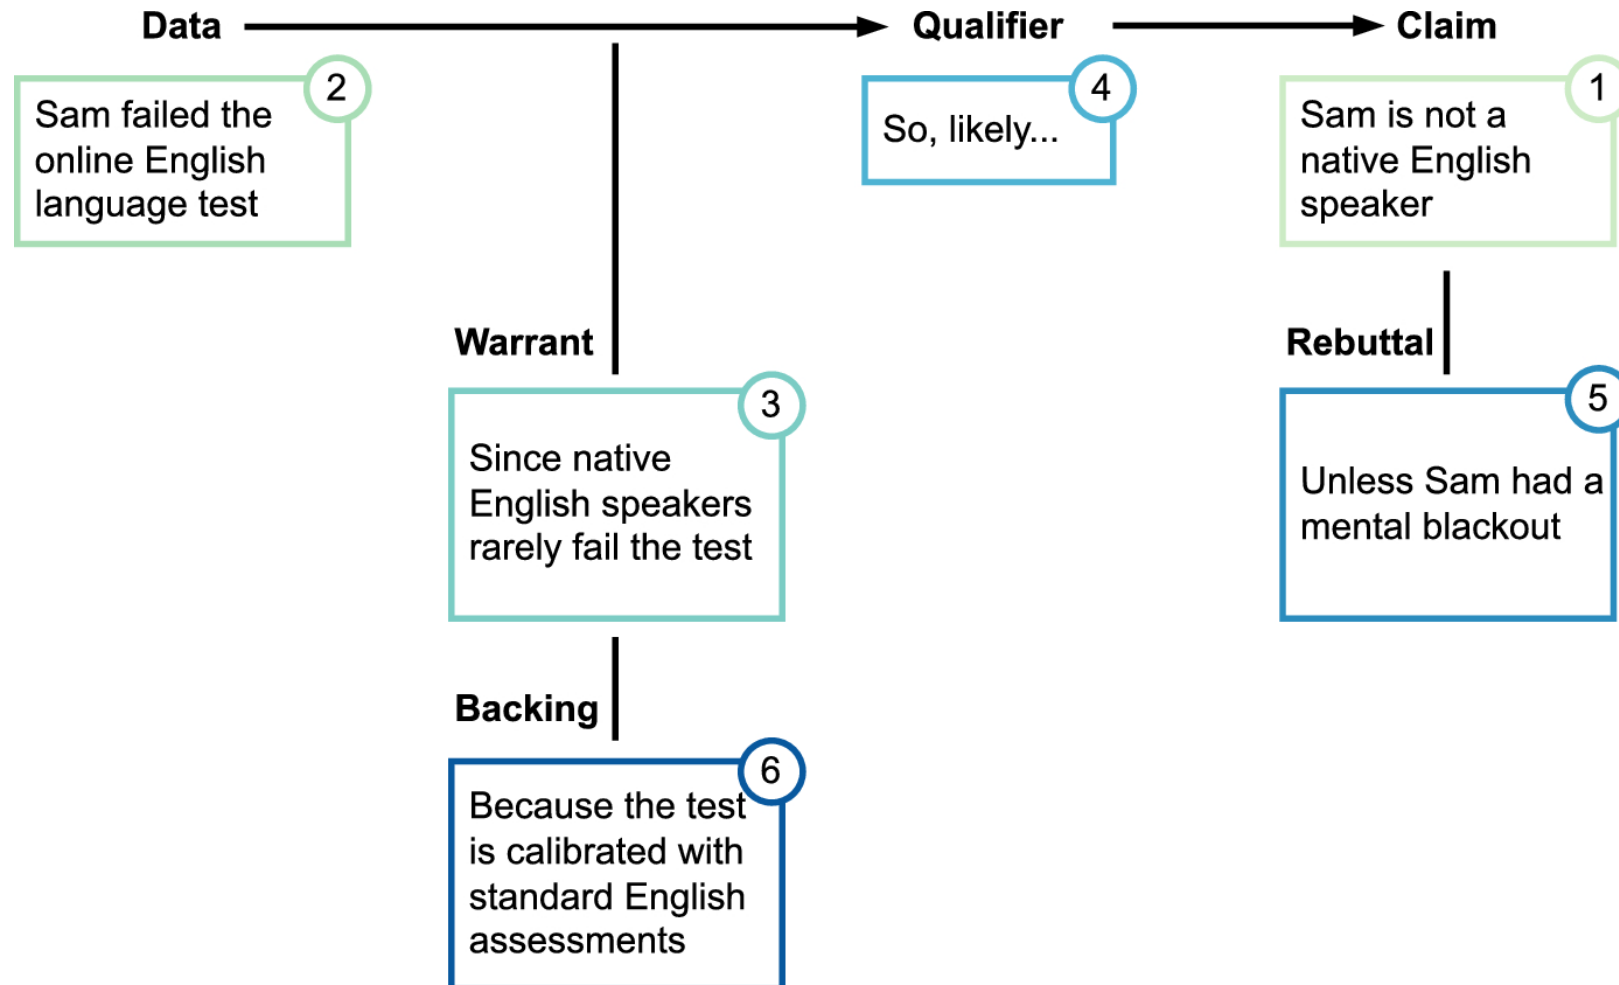 Data
Qualifier
Claim
2
Sam failed the
online English
language test
4
So, likely...
1
Sam is not a
native English
speaker
Warrant
3
Since native
English speakers
rarely fail the test
Rebuttal
5
Unless Sam had a
mental blackout
Backing
6
Because the test
is calibrated with
standard English
assessments